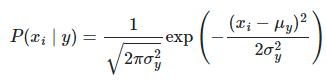 P(x_i | y) = \frac{1}{\sqrt{2\pi\sigma_y^2}} \exp\left(-\frac{(x_i - \mu_y)^2}{2\sigma_y^2}\right)